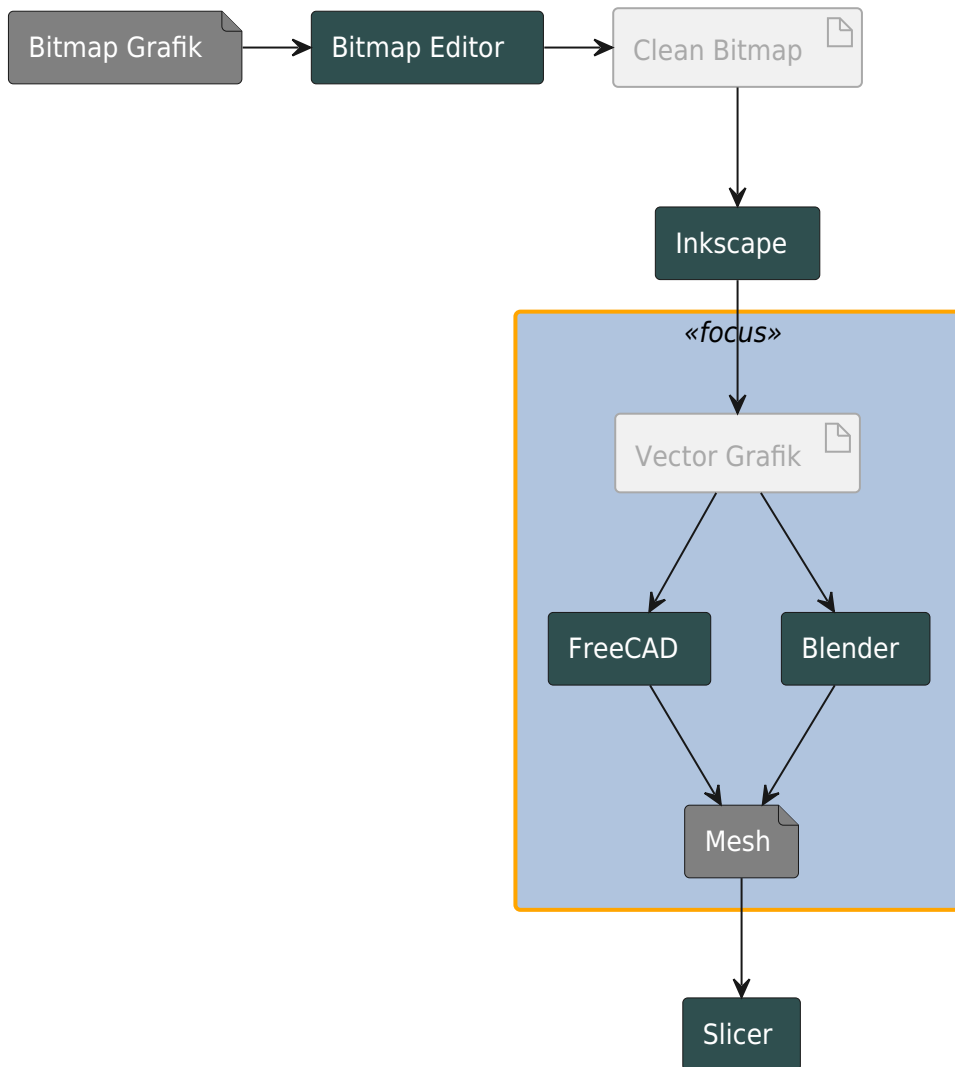 Bitmap Grafik
Bitmap Editor
Clean Bitmap
Inkscape
«focus»
Vector Grafik
FreeCAD
Blender
Mesh
Slicer